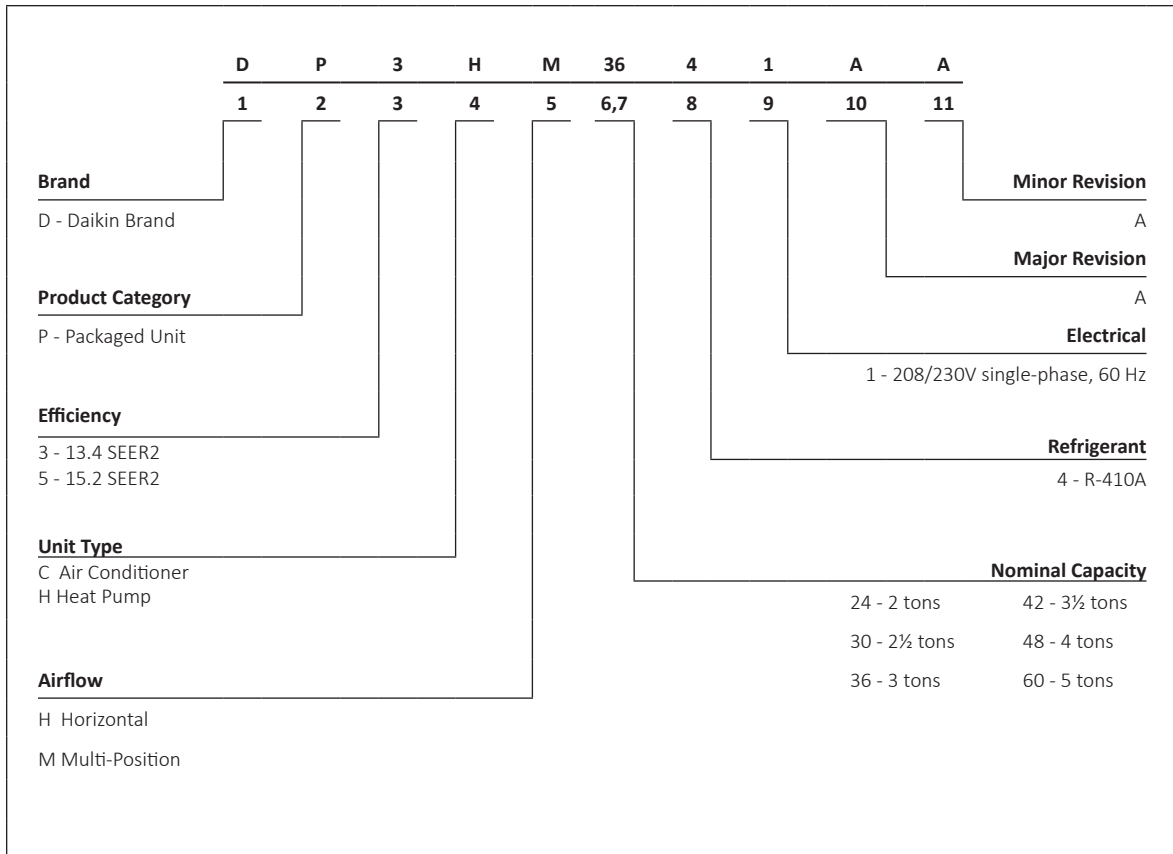 D P 3 H M 36 4 1 A A
1 2 3 4 5 6,7 8 9 10 11
Brand
D - Daikin Brand
Product Category
P - Packaged Unit
Efficiency
3 - 13.4 SEER2
5 - 15.2 SEER2
Unit Type
C Air Conditioner
H Heat Pump
Airflow
H Horizontal
M Multi-Position
Minor Revision
A
Major Revision
A
Electrical
1 - 208/230V single-phase, 60 Hz
Refrigerant
4 - R-410A
Nominal Capacity
24 - 2 tons 42 - 3½ tons
30 - 2½ tons 48 - 4 tons
36 - 3 tons 60 - 5 tons